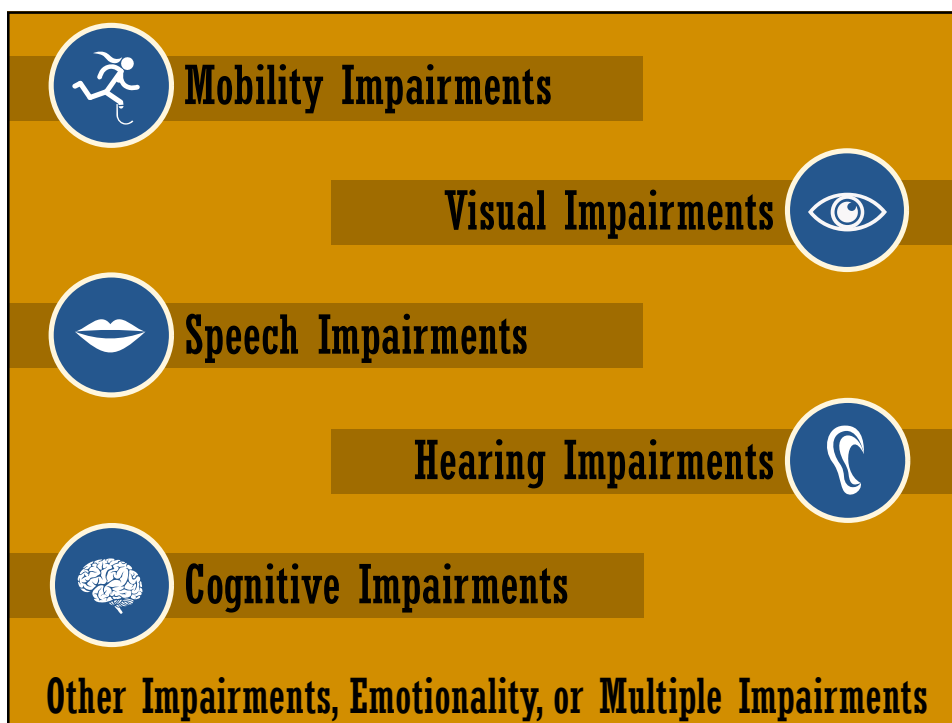 Mobility Impairments
Visual Impairments
Speech Impairments
Hearing Impairments
Cognitive Impairments
Other Impairments, Emotionality, or Multiple Impairments